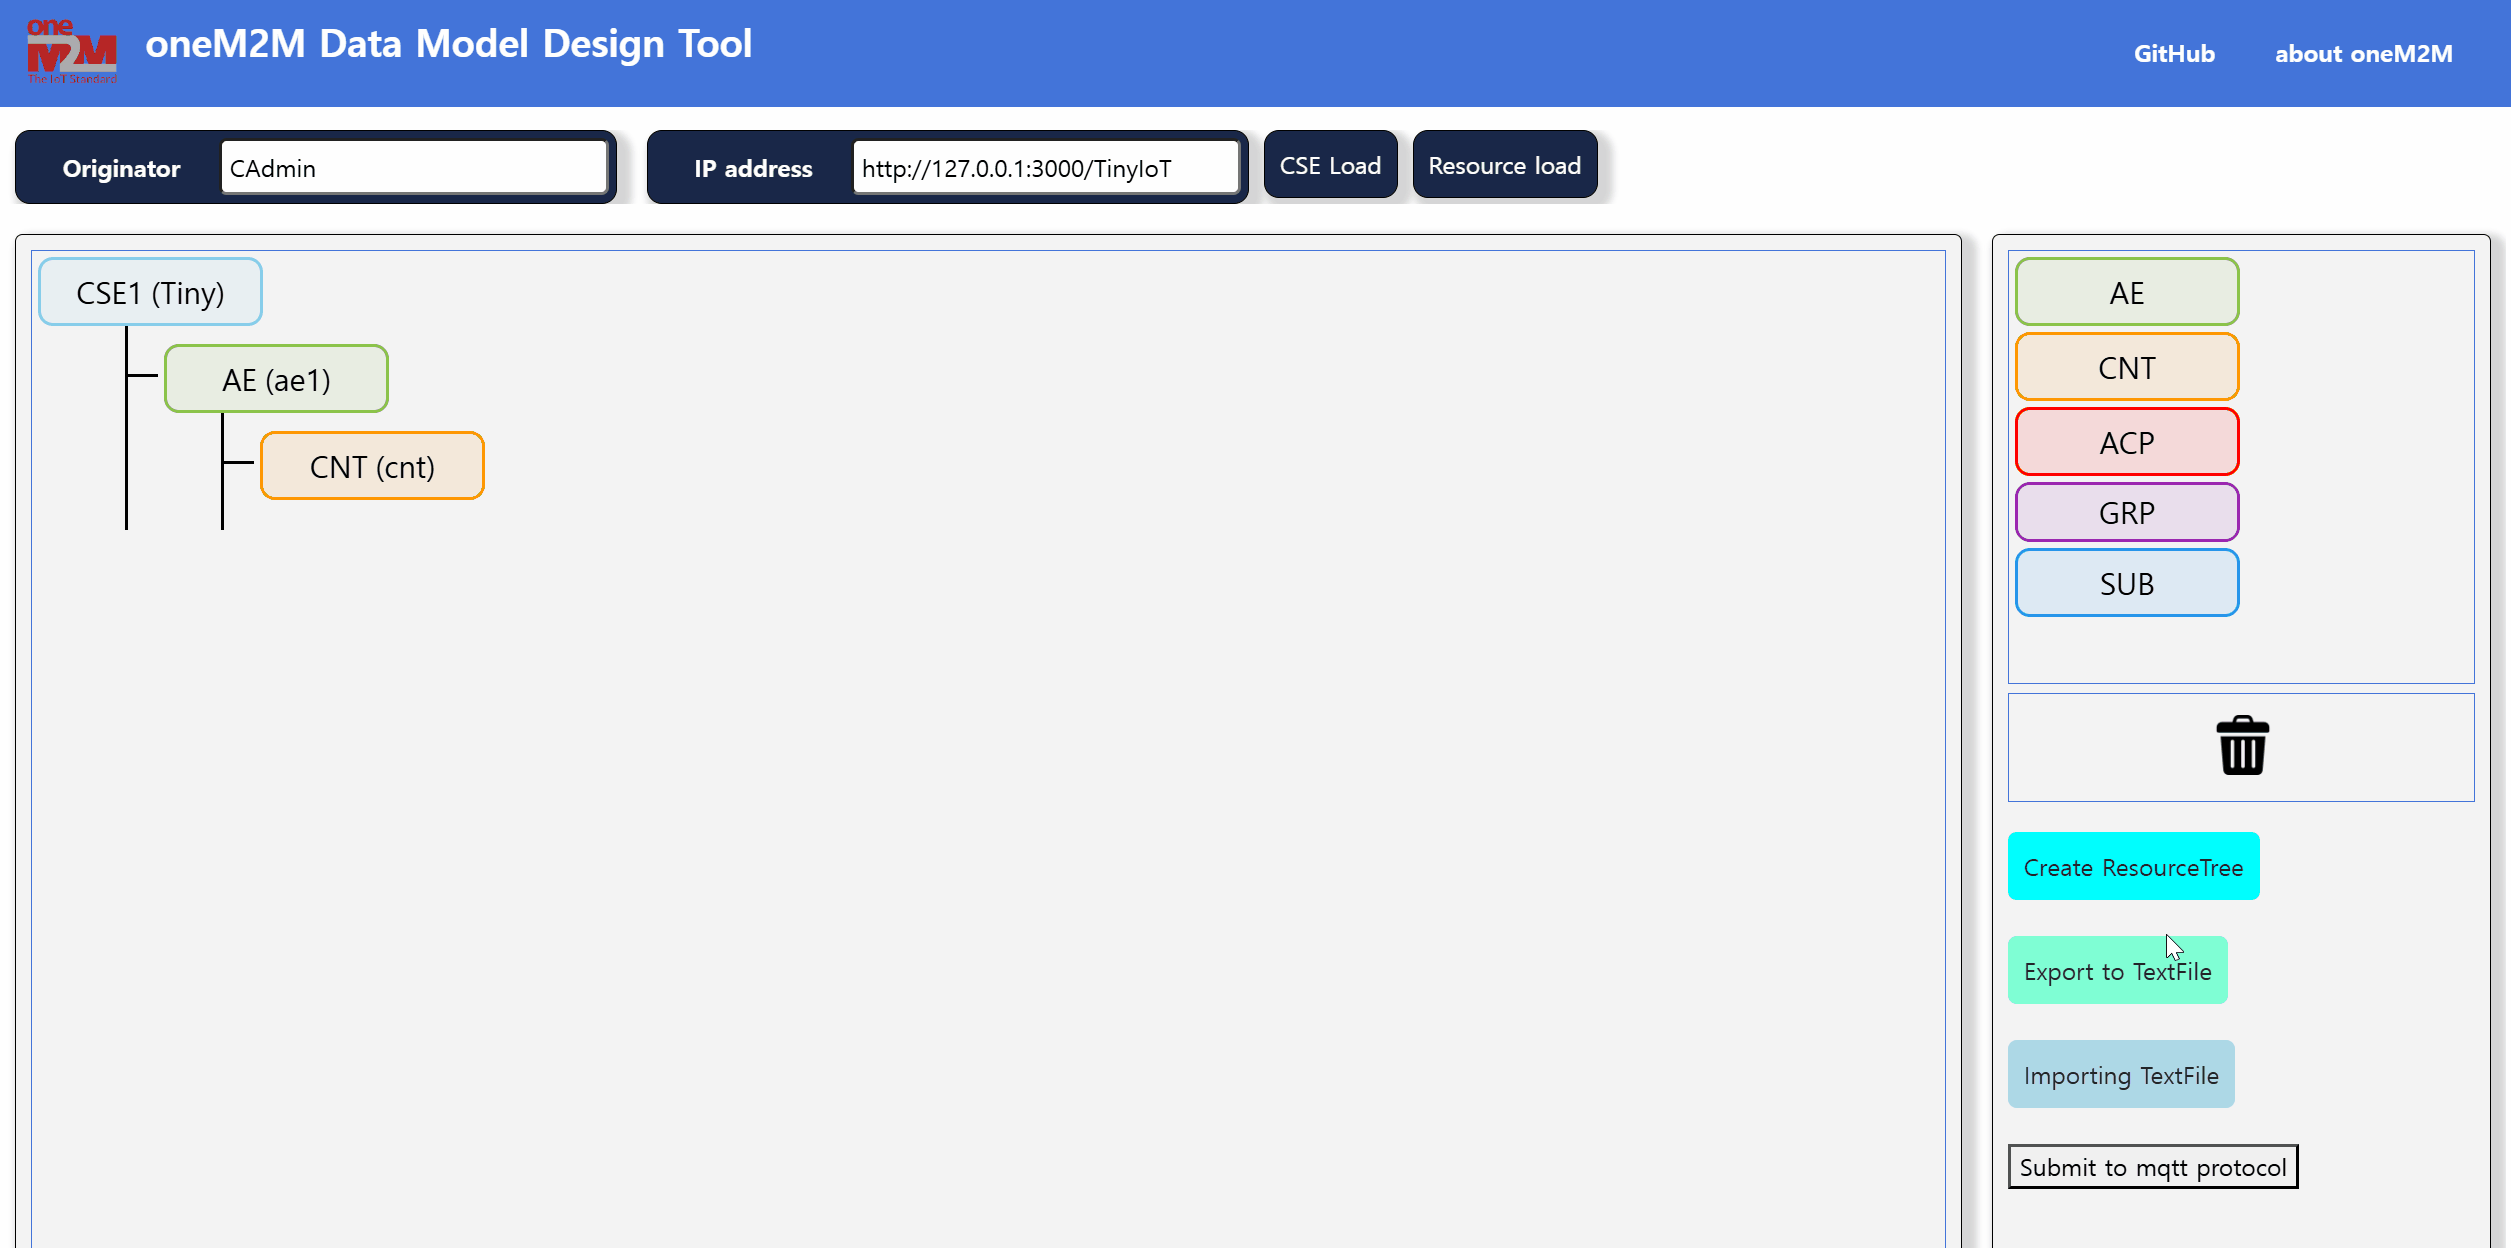 one
M2M
The IoT Standard
oneM2M Data Model Design Tool
GitHub
about oneM2M
Originator
CAdmin
IP address
http://127.0.0.1:3000/TinyIoT
CSE Load
Resource load
CSE1 (Tiny)
AE (ae1)
CNT (cnt)
AE
CNT
ACP
GRP
SUB
Create ResourceTree
Export to TextFile
Importing TextFile
Submit to mqtt protocol